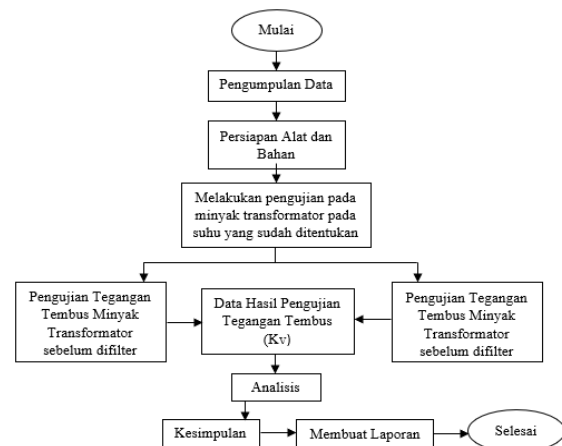 Mulai
Pengumpulan Data
Persiapan Alat dan
Bahan
Melakukan pengujian pada
minyak transformator pada
suhu yang sudah ditentukan
Pengujian Tegangan
Tembus Minyak
Transformator
sebelum difilter
Data Hasil Pengujian
Tegangan Tembus
(Kv)
Pengujian Tegangan
Tembus Minyak
Transformator
sebelum difilter
Analisis
Kesimpulan
Membuat Laporan
Selesai